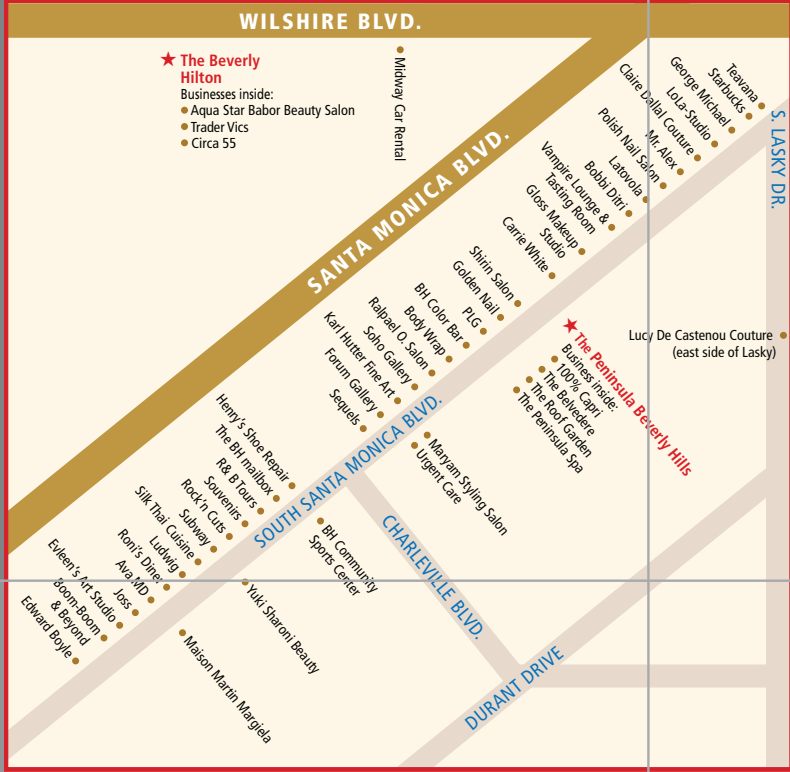 WILSHIRE BLVD.
The Beverly
Hilton
Businesses inside:
Aqua Star Babor Beauty Salon
Trader Vics
Circa 55
Midway Car Rental
SANTA MONICA BLVD.
Teavana
Starbucks
George Michael
LoLa-Studio
Claire Dallal Couture
Mr. Alex
Polish Nail Salon
Latovola
Bobbi Ditri
Vampire Lounge &
Tasting Room
Gloss Makeup
Studio
Carrie White
Shirin Salon
Golden Nail
PLG
BH Color Bar
Body Wrap
Ralpael O. Salon
Soho Gallery
Karl Hutter Fine Art
Forum Gallery
Sequels
Henry's Shoe Repair
The BH mailbox
R& B Tours
Souvenirs
Rock'n Cuts
Subway
Silk Thai Cuisine
Ludwig
Roni's Diner
Ava MD
Joss
Evleen's Art Studio
Boom-Boom
& Beyond
Edward Boyle
S. LASKY DR.
Lucy De Castenou Couture
(east side of Lasky)
The Peninsula Beverly Hills
Business inside:
100% Capri
The Belvedere
The Roof Garden
The Peninsula Spa
SOUTH SANTA MONICA BLVD.
Maryam Styling Salon
Urgent Care
BH Community
Sports Center
Yuki Sharoni Beauty
Maison Martin Margiela
CHARLEVILLE BLVD.
DURANT DRIVE